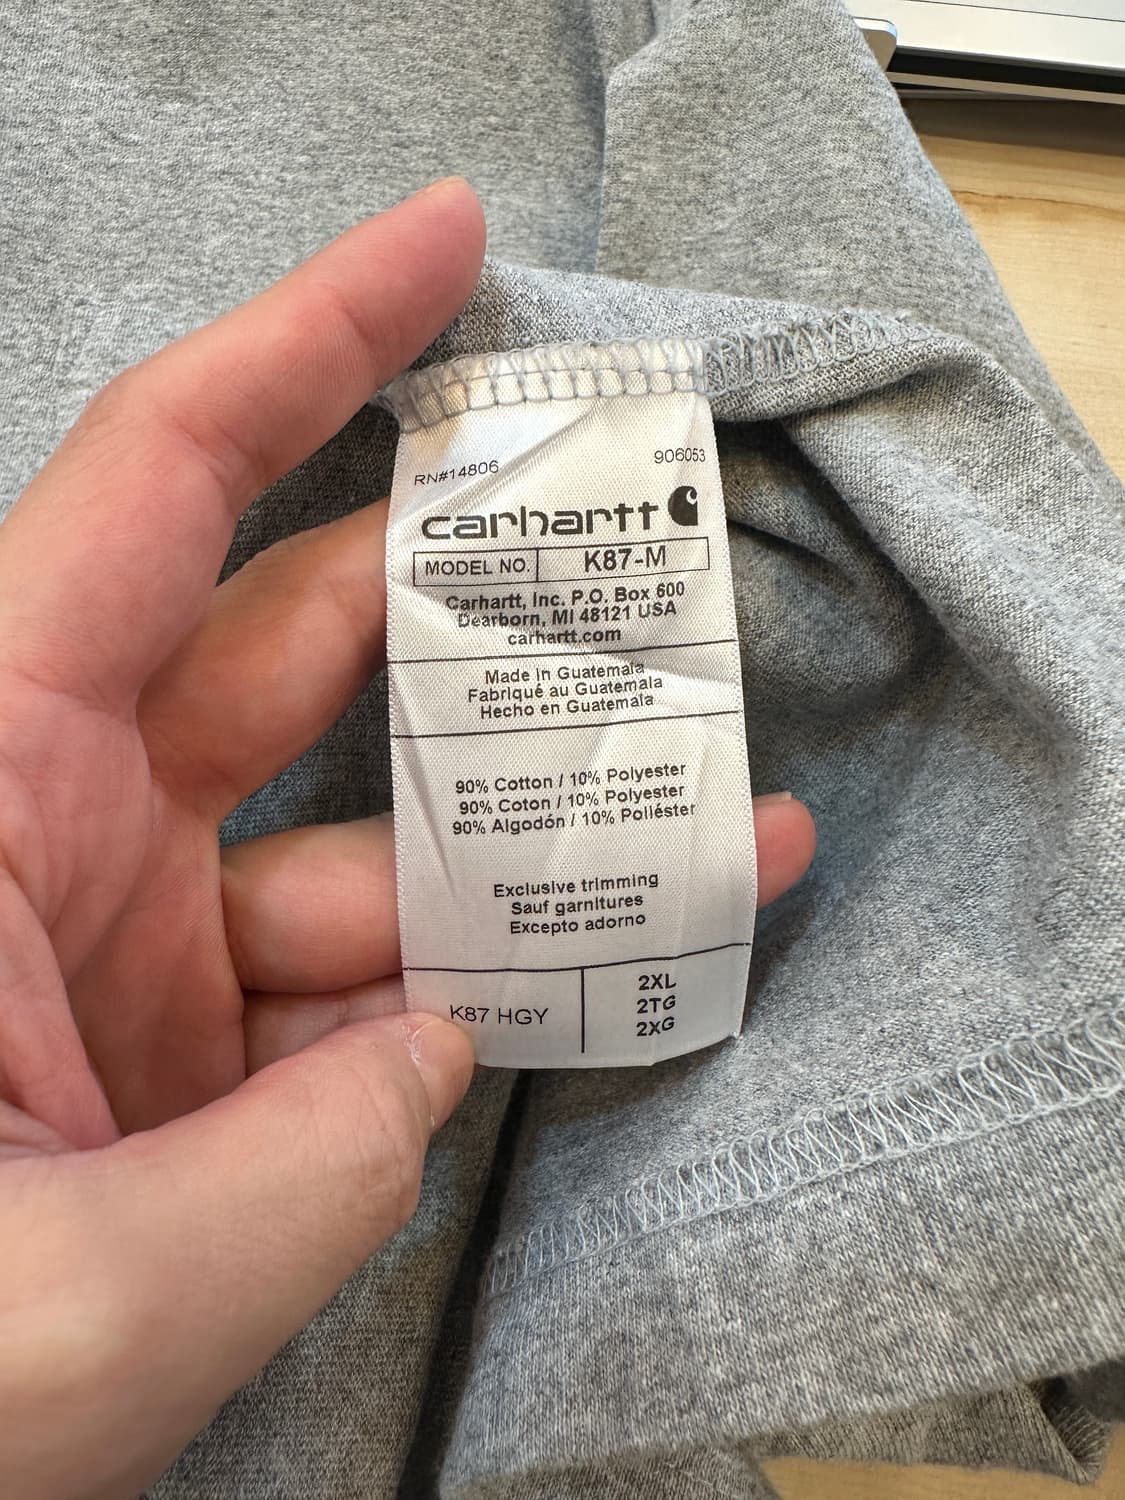 RN#14806 906053
carhartt
MODEL NO. K87-M
Carhartt, Inc. P.O. Box 600
Dearborn, MI 48121 USA
carhartt.com
Made in Guatemala
Fabriqué au Guatemala
Hecho en Guatemala
90% Cotton / 10% Polyester
90% Coton / 10% Polyester
90% Algodón / 10% Poliéster
Exclusive trimming
Sauf garnitures
Excepto adorno
K87 HGY
2XL
2TG
2XG